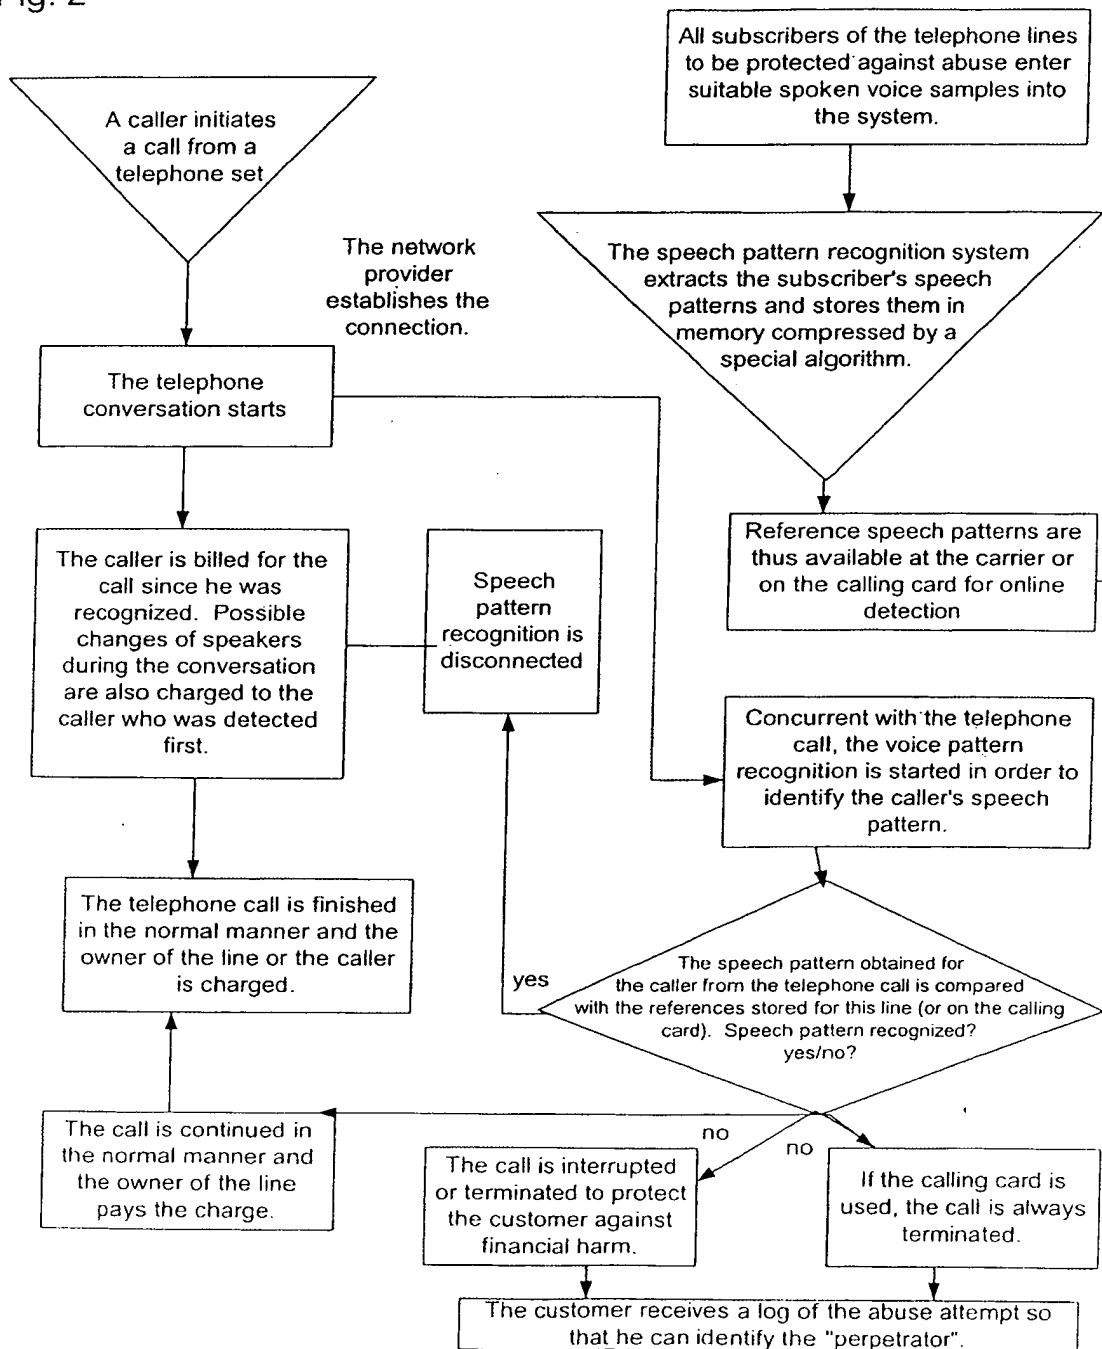 Fig. 2
All subscribers of the telephone lines
to be protected against abuse enter
suitable spoken voice samples into
the system.
A caller initiates
a call from a
telephone set
The network
provider
establishes the
connection.
The speech pattern recognition system
extracts the subscriber's speech
patterns and stores them in
memory compressed by a
special algorithm.
The telephone
conversation starts
Reference speech patterns are
thus available at the carrier or
on the calling card for online
detection
The caller is billed for the
call since he was
recognized. Possible
changes of speakers
during the conversation
are also charged to the
caller who was detected
first.
Speech
pattern
recognition is
disconnected
Concurrent with the telephone
call, the voice pattern
recognition is started in order to
identify the caller's speech
pattern.
The telephone call is finished
in the normal manner and the
owner of the line or the caller
is charged.
yes
The speech pattern obtained for
the caller from the telephone call is compared
with the references stored for this line (or on the calling
card). Speech pattern recognized?
yes/no?
The call is continued in
the normal manner and
the owner of the line
pays the charge.
no
no
The call is interrupted
or terminated to protect
the customer against
financial harm.
If the calling card is
used, the call is always
terminated.
The customer receives a log of the abuse attempt so
that he can identify the "perpetrator".